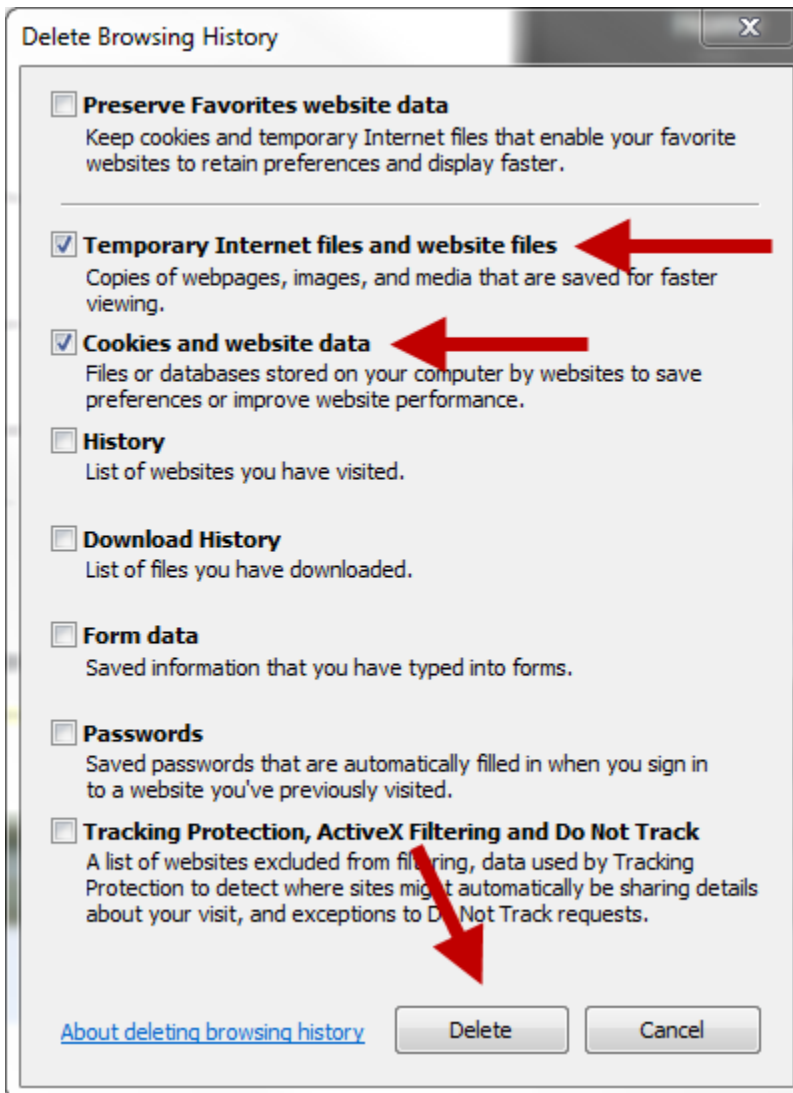 Delete Browsing History
Preserve Favorites website data
Keep cookies and temporary Internet files that enable your favorite
websites to retain preferences and display faster.
Temporary Internet files and website files
Copies of webpages, images, and media that are saved for faster
viewing.
Cookies and website data
Files or databases stored on your computer by websites to save
preferences or improve website performance.
History
List of websites you have visited.
Download History
List of files you have downloaded.
Form data
Saved information that you have typed into forms.
Passwords
Saved passwords that are automatically filled in when you sign in
to a website you've previously visited.
Tracking Protection, ActiveX Filtering and Do Not Track
A list of websites excluded from filtering, data used by Tracking
Protection to detect where sites might automatically be sharing details
about your visit, and exceptions to Do Not Track requests.
About deleting browsing history
Delete
Cancel